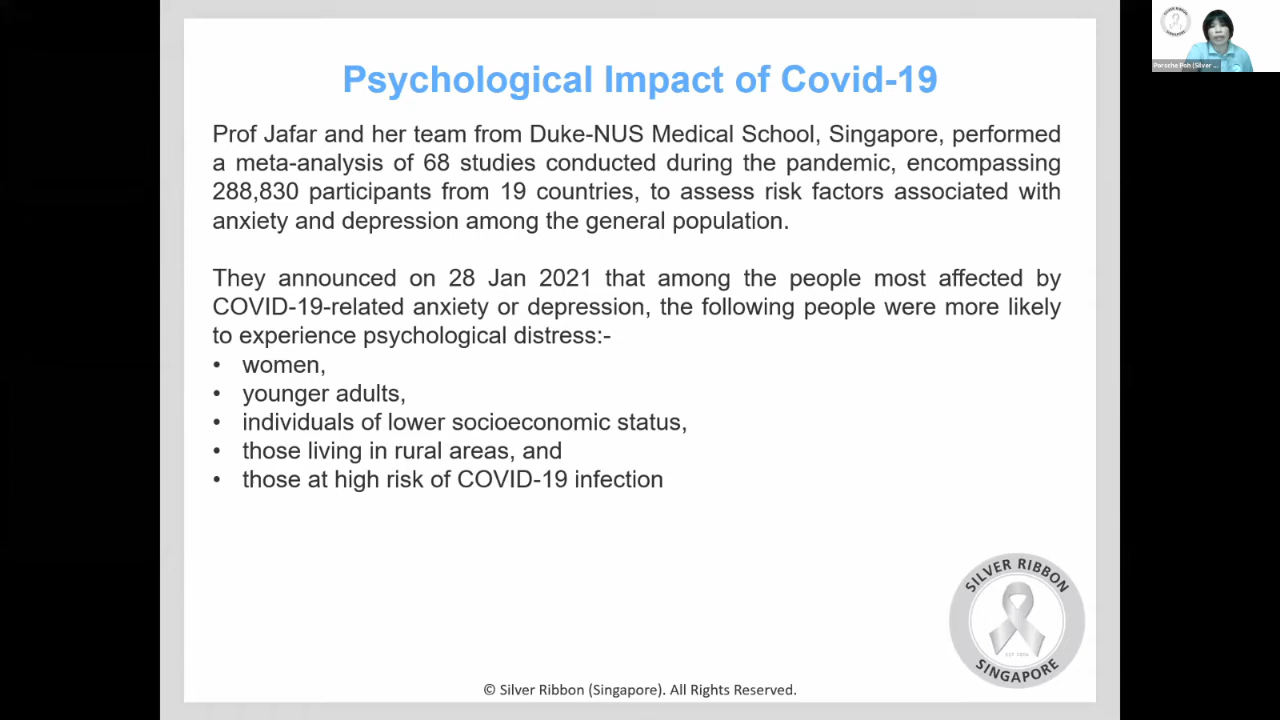 Psychological Impact of Covid-19
Prof Jafar and her team from Duke-NUS Medical School, Singapore, performed
a meta-analysis of 68 studies conducted during the pandemic, encompassing
288,830 participants from 19 countries, to assess risk factors associated with
anxiety and depression among the general population.
They announced on 28 Jan 2021 that among the people most affected by
COVID-19-related anxiety or depression, the following people were more likely
to experience psychological distress:-
• women,
• younger adults,
• individuals of lower socioeconomic status,
• those living in rural areas, and
• those at high risk of COVID-19 infection
SILVER RIBBON
SINGAPORE
© Silver Ribbon (Singapore). All Rights Reserved.
Porsche Poh (Silver ...